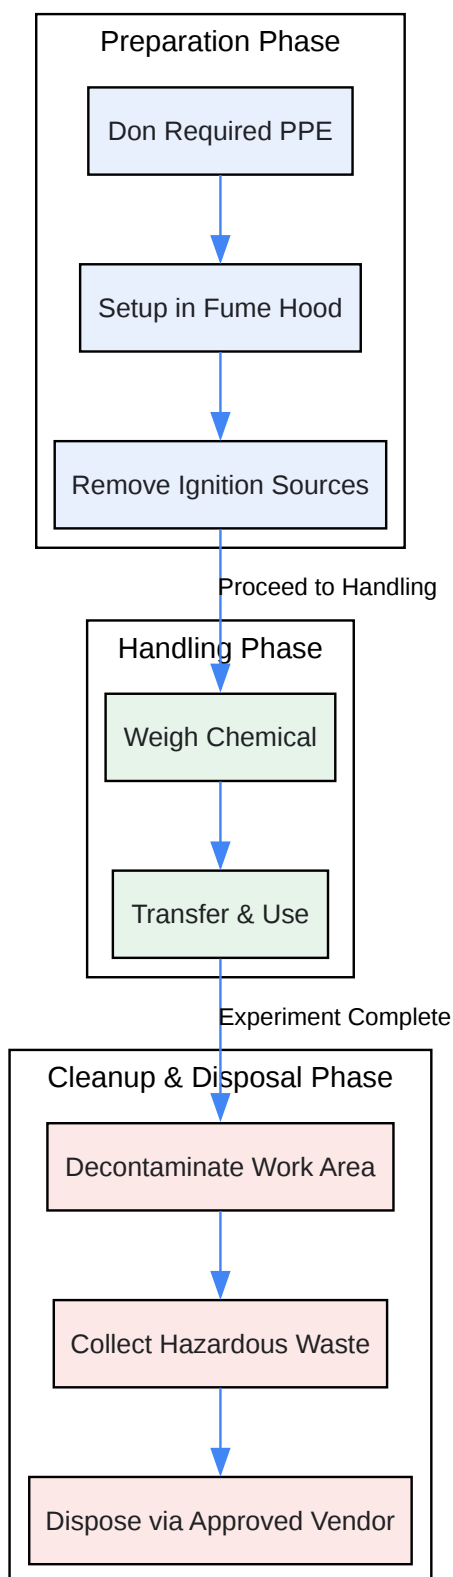 Preparation Phase
Don Required PPE
Setup in Fume Hood
Remove Ignition Sources
Proceed to Handling
Handling Phase
Weigh Chemical
Transfer & Use
Experiment Complete
Cleanup & Disposal Phase
Decontaminate Work Area
Collect Hazardous Waste
Dispose via Approved Vendor